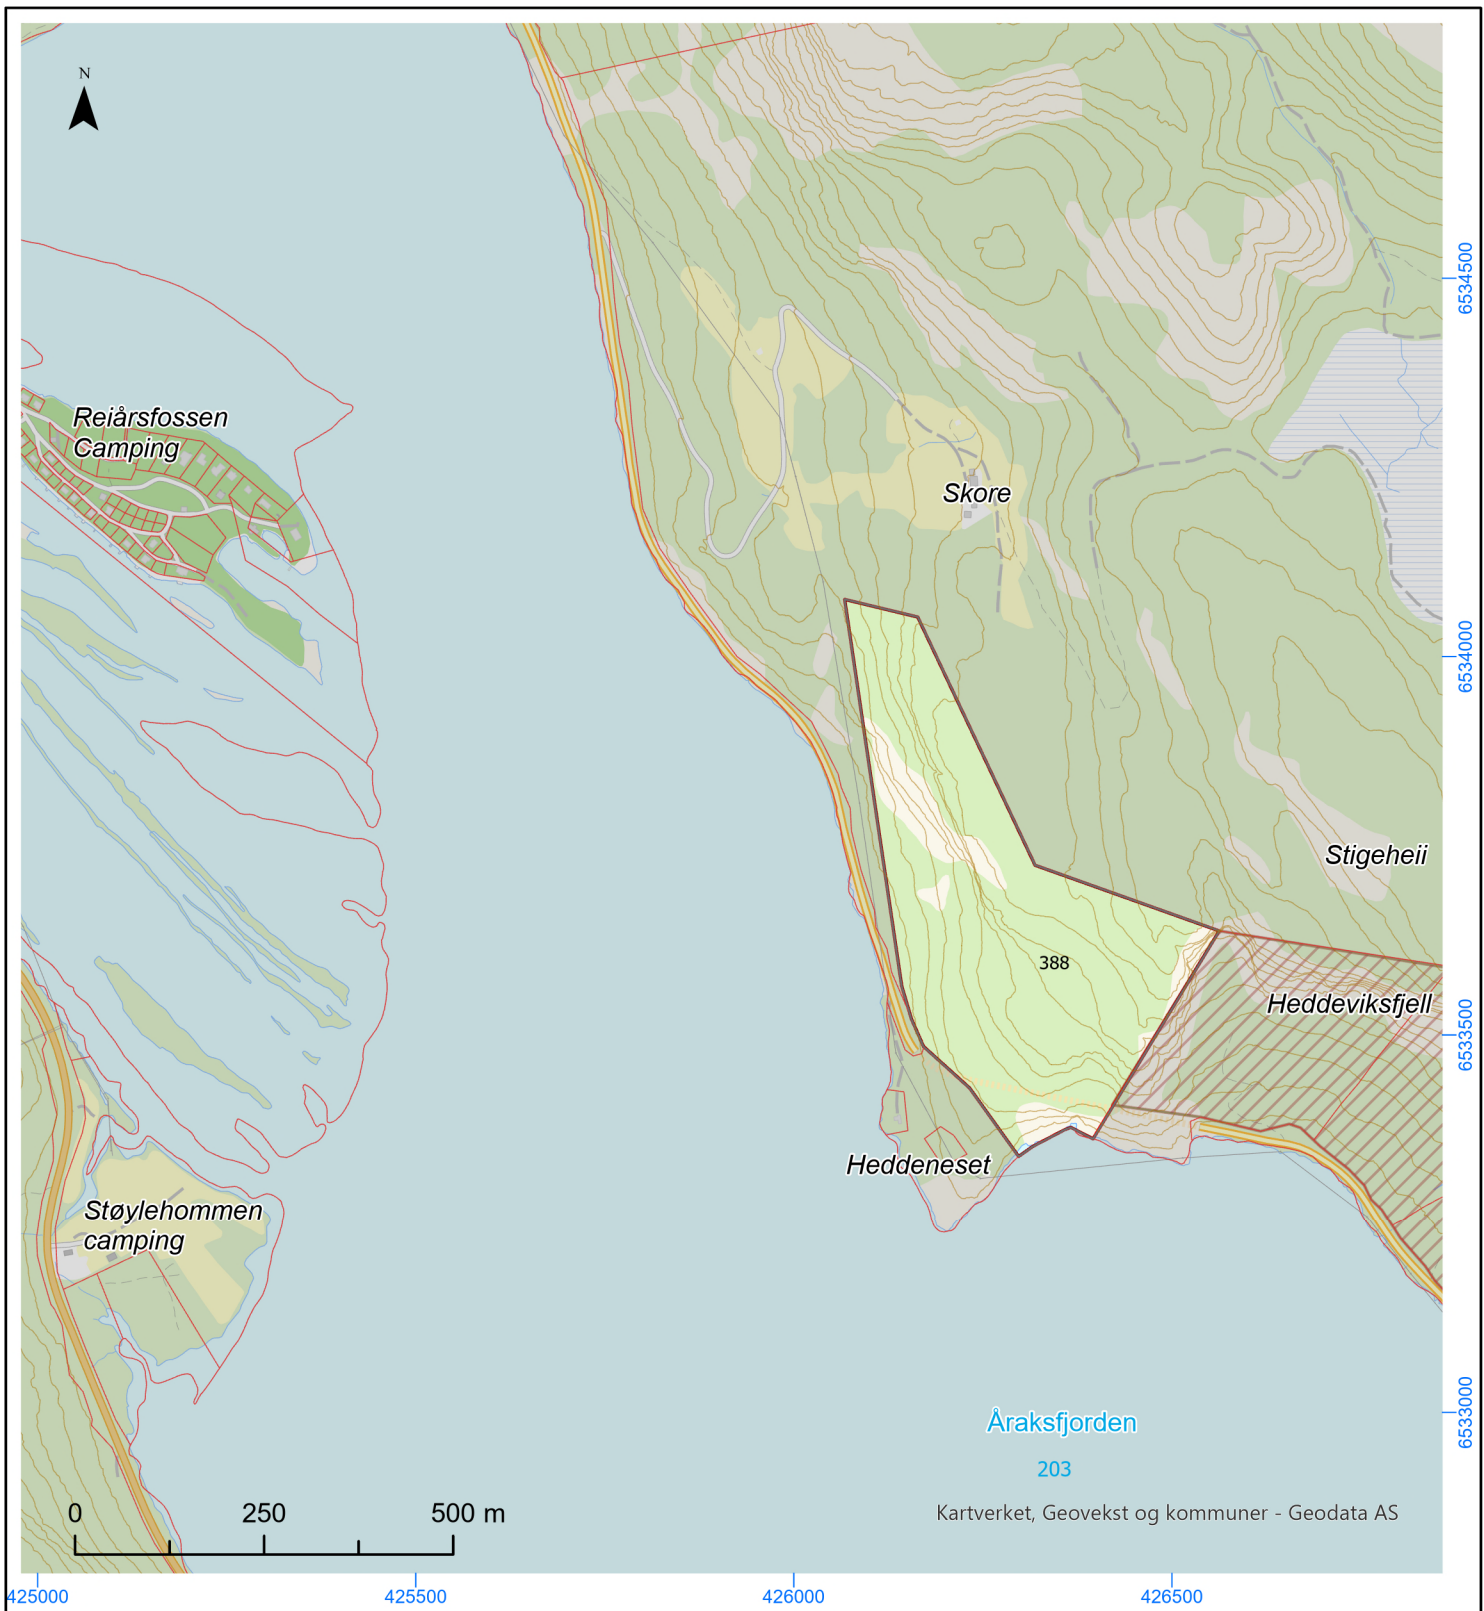 N
6534500
Reiårsfossen
Camping
Skore
6534000
Stigeheii
388
Heddeviksfjell
6533500
Heddeneset
Støylehommen
camping
6533000
Åraksfjorden
203
0 250 500 m
Kartverket, Geovekst og kommuner - Geodata AS
425000 425500 426000 426500